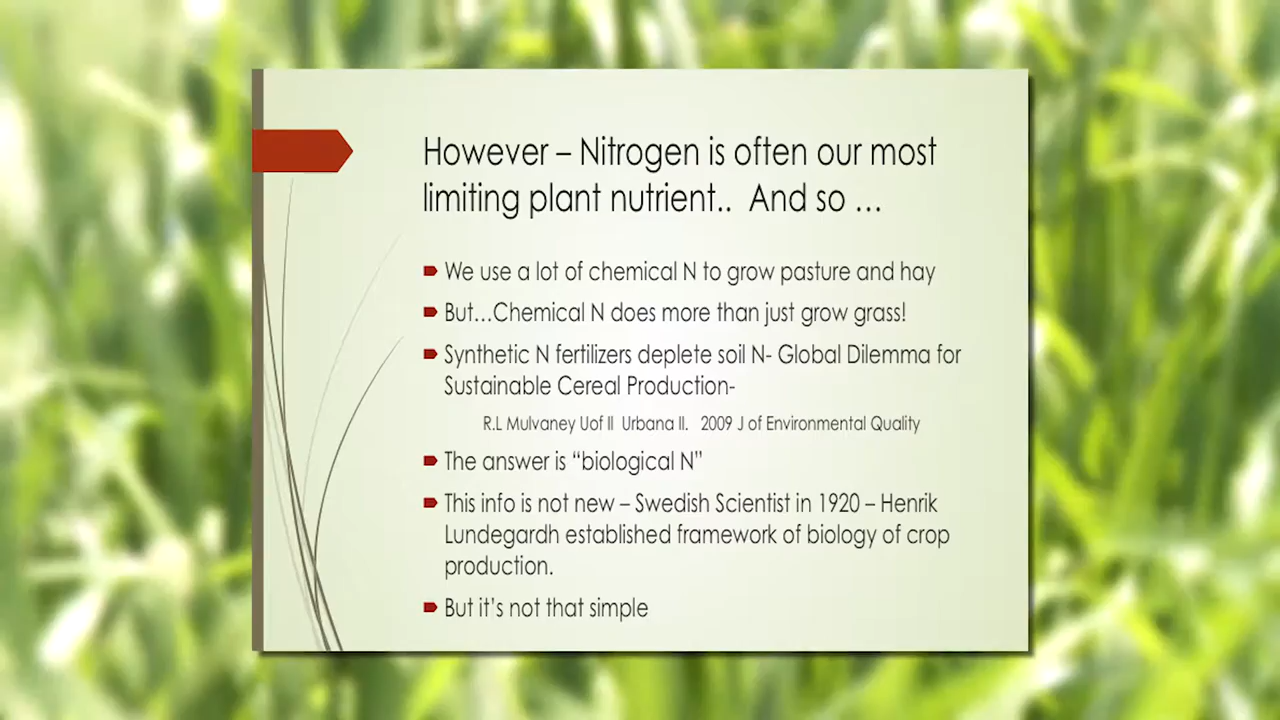 However – Nitrogen is often our most
limiting plant nutrient.. And so …
We use a lot of chemical N to grow pasture and hay
But…Chemical N does more than just grow grass!
Synthetic N fertilizers deplete soil N- Global Dilemma for
Sustainable Cereal Production-
R.L Mulvaney Uof Il Urbana Il. 2009 J of Environmental Quality
The answer is “biological N”
This info is not new – Swedish Scientist in 1920 – Henrik
Lundegardh established framework of biology of crop
production.
But it’s not that simple